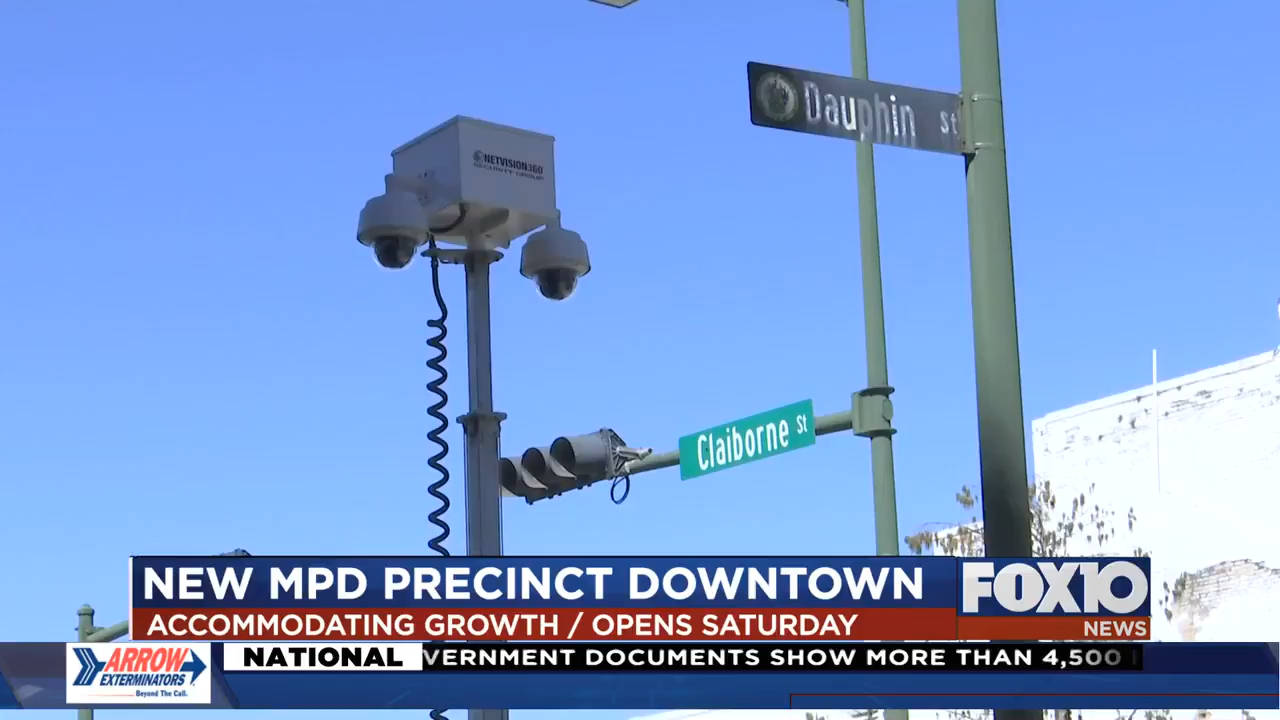 Dauphin St
NETVISION360
SECURITY GROUP
Claiborne St
NEW MPD PRECINCT DOWNTOWN
ACCOMMODATING GROWTH / OPENS SATURDAY
FOX10
NEWS
ARROW
EXTERMINATORS
Beyond The Call.
NATIONAL
VERNMENT DOCUMENTS SHOW MORE THAN 4,500